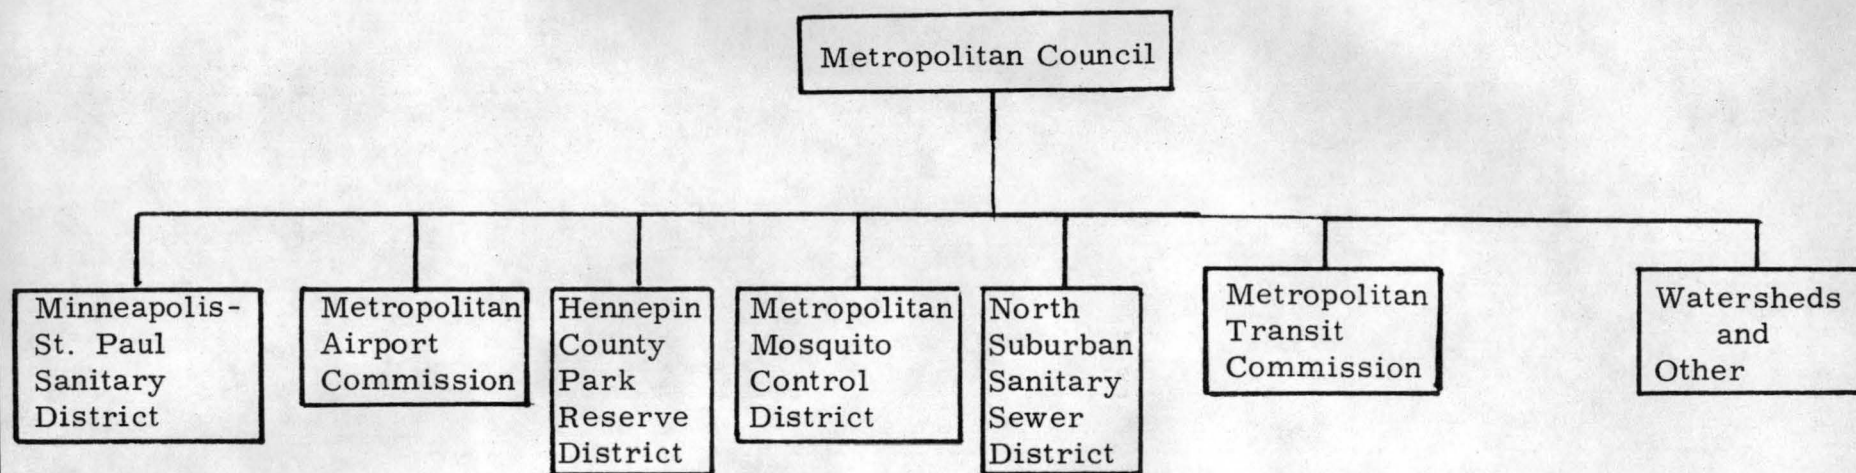 Metropolitan Council
Minneapolis-
St. Paul
Sanitary
District
Metropolitan
Airport
Commission
Hennepin
County
Park
Reserve
District
Metropolitan
Mosquito
Control
District
North
Suburban
Sanitary
Sewer
District
Metropolitan
Transit
Commission
Watersheds
and
Other